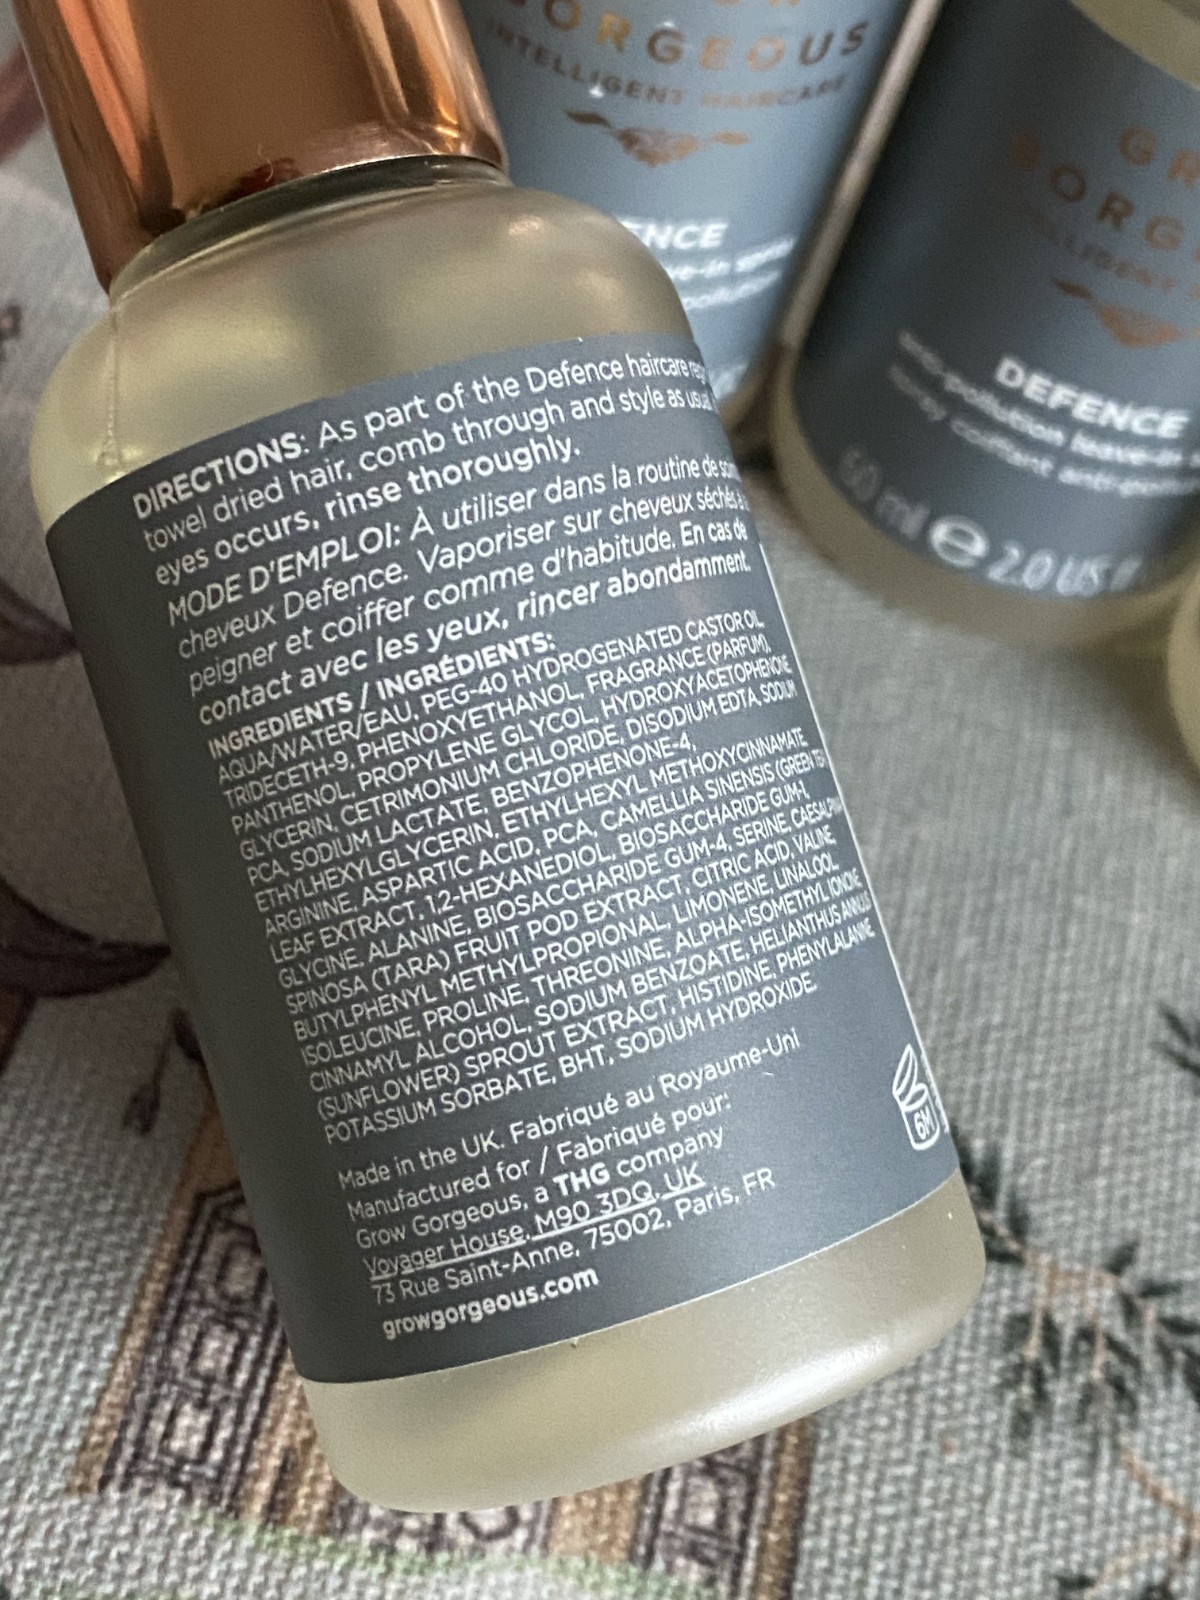 GORGEOUS
INTELLIGENT HAIRCARE
DEFENCE
60 ml e 2.0 US
DIRECTIONS: As part of the Defence haircare
towel dried hair, comb through and style as usual.
eyes occurs, rinse thoroughly.
MODE D'EMPLOI: À utiliser dans la routine de
cheveux Defence. Vaporiser sur cheveux séchés à
peigner et coiffer comme d'habitude. En cas de
contact avec les yeux, rincer abondamment.
INGREDIENTS / INGRÉDIENTS:
AQUA/WATER/EAU, PEG-40 HYDROGENATED CASTOR OIL,
TRIDECETH-9, PHENOXYETHANOL, FRAGRANCE (PARFUM),
PANTHENOL, PROPYLENE GLYCOL, HYDROXYACETOPHENONE,
GLYCERIN, CETRIMONIUM CHLORIDE, DISODIUM EDTA, SODIUM
PCA, SODIUM LACTATE, BENZOPHENONE-4,
ETHYLHEXYLGLYCERIN, ETHYLHEXYL METHOXYCINNAMATE,
ARGININE, ASPARTIC ACID, PCA, CAMELLIA SINENSIS (GREEN TEA)
LEAF EXTRACT, 1,2-HEXANEDIOL, BIOSACCHARIDE GUM-1,
GLYCINE, ALANINE, BIOSACCHARIDE GUM-4, SERINE, CAESALPINIA
SPINOSA (TARA) FRUIT POD EXTRACT, CITRIC ACID, VALINE,
BUTYLPHENYL METHYLPROPIONAL, LIMONENE, LINALOOL,
ISOLEUCINE, PROLINE, THREONINE, ALPHA-ISOMETHYL IONONE,
CINNAMYL ALCOHOL, SODIUM BENZOATE, HELIANTHUS ANNUUS
(SUNFLOWER) SPROUT EXTRACT, HISTIDINE, PHENYLALANINE,
POTASSIUM SORBATE, BHT, SODIUM HYDROXIDE.
Made in the UK. Fabriqué au Royaume-Uni
Manufactured for / Fabriqué pour:
Grow Gorgeous, a THG company
Voyager House, M90 3DQ, UK
73 Rue Saint-Anne, 75002, Paris, FR
growgorgeous.com
6M